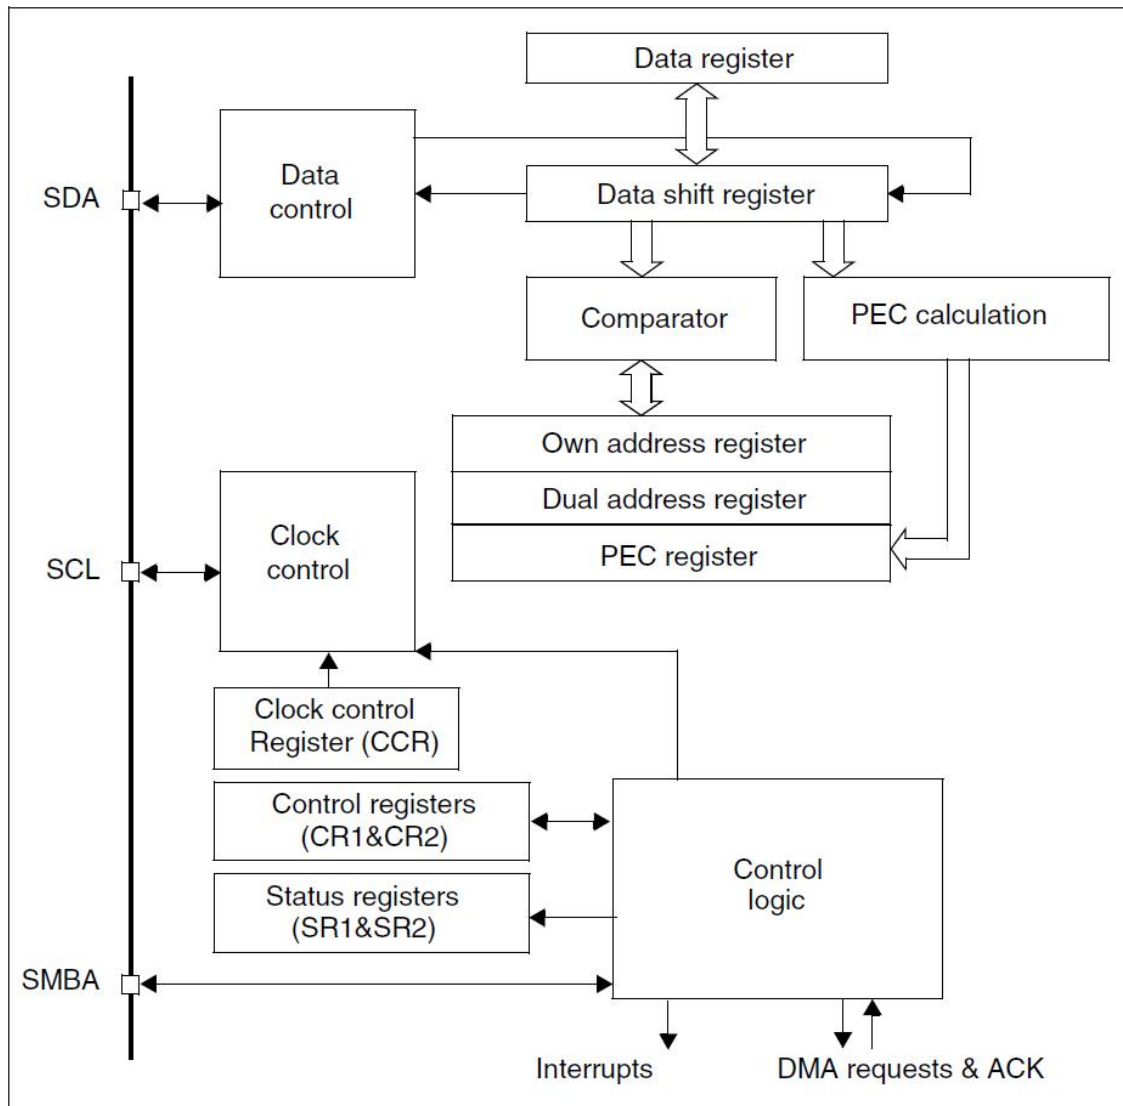 Data register
Data
control
SDA
Data shift register
Comparator
PEC calculation
Own address register
Dual address register
PEC register
Clock
control
SCL
Clock control
Register (CCR)
Control registers
(CR1&CR2)
Control
logic
Status registers
(SR1&SR2)
SMBA
Interrupts
DMA requests & ACK